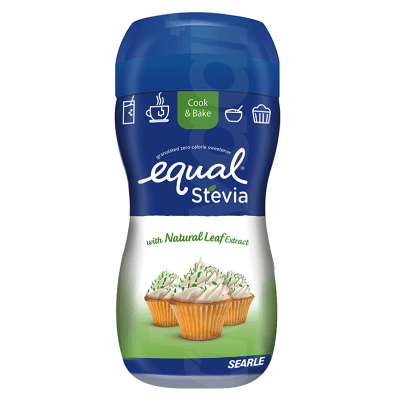 Cook
& Bake
granulated zero calorie sweetener
equal®
Stevia
with Natural Leaf Extract
SEARLE